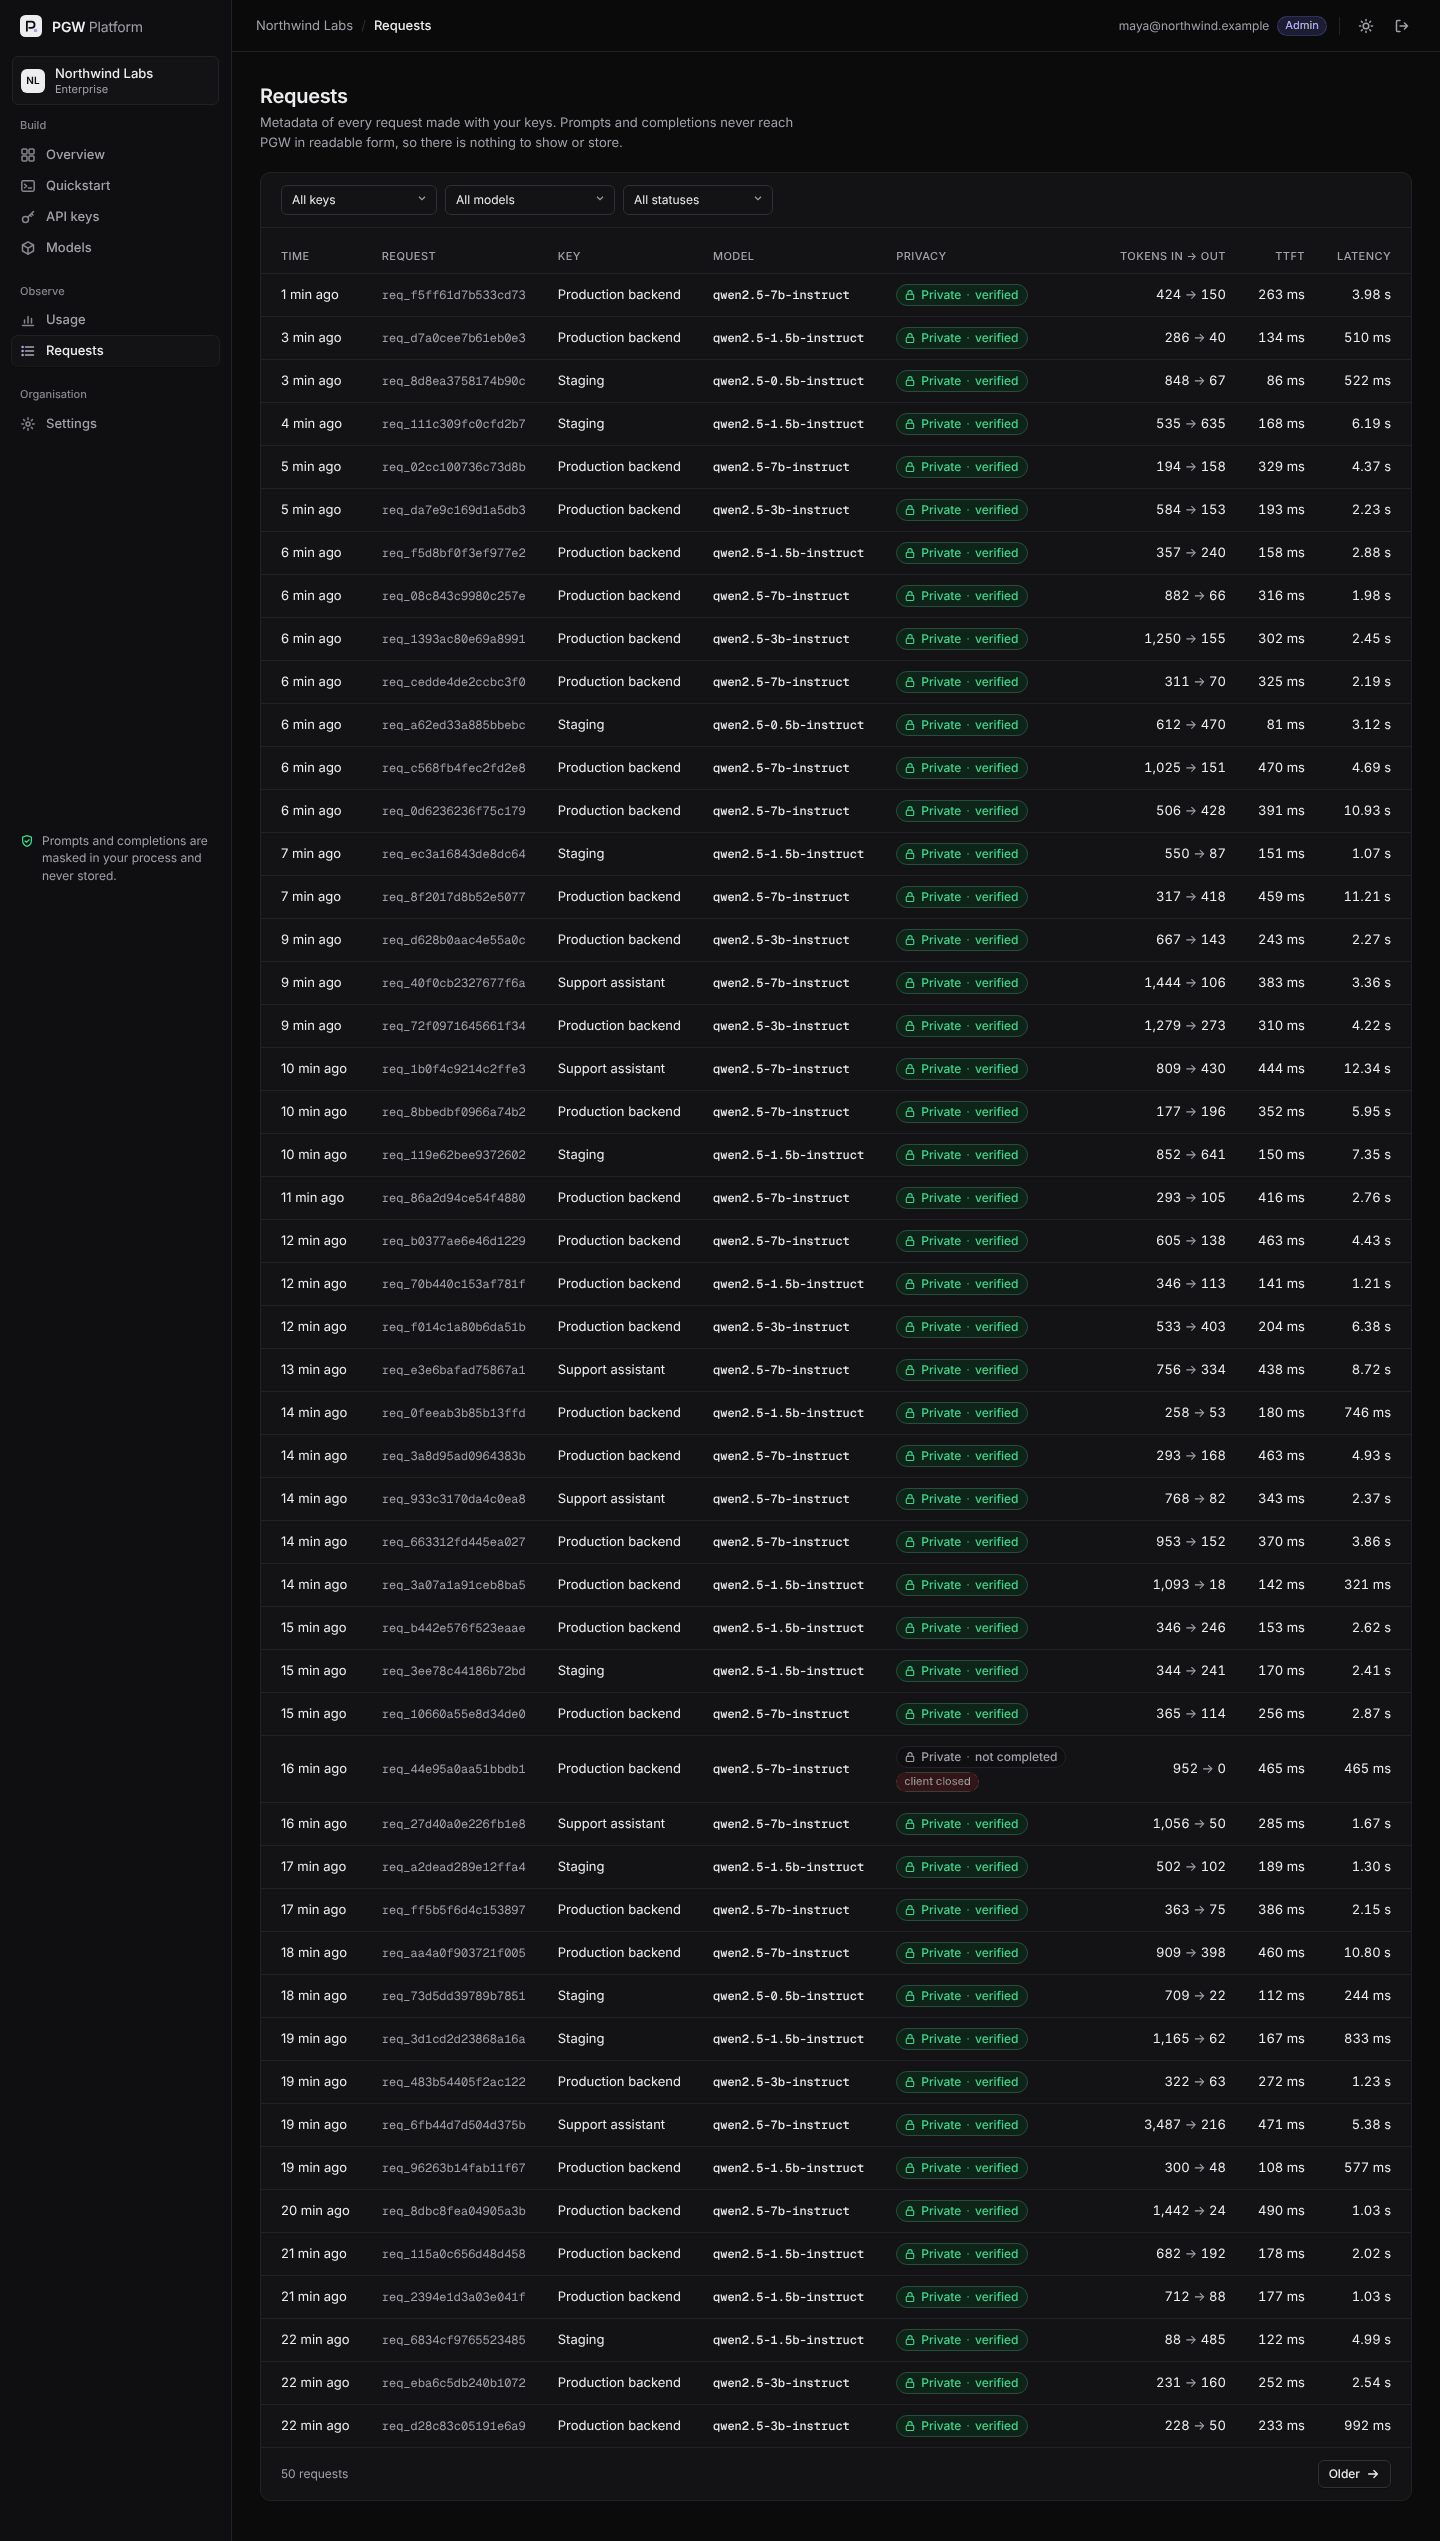 PGW Platform
Northwind Labs / Requests
maya@northwind.example Admin
NL Northwind Labs
Enterprise
Build
Overview
Quickstart
API keys
Models
Observe
Usage
Requests
Organisation
Settings
Prompts and completions are
masked in your process and
never stored.
Requests
Metadata of every request made with your keys. Prompts and completions never reach
PGW in readable form, so there is nothing to show or store.
All keys All models All statuses
TIME REQUEST KEY MODEL PRIVACY TOKENS IN → OUT TTFT LATENCY
1 min ago req_f5ff61d7b533cd73 Production backend qwen2.5-7b-instruct Private · verified 424 → 150 263 ms 3.98 s
3 min ago req_d7a0cee7b61eb0e3 Production backend qwen2.5-1.5b-instruct Private · verified 286 → 40 134 ms 510 ms
3 min ago req_8d8ea3758174b90c Staging qwen2.5-0.5b-instruct Private · verified 848 → 67 86 ms 522 ms
4 min ago req_111c309fc0cfd2b7 Staging qwen2.5-1.5b-instruct Private · verified 535 → 635 168 ms 6.19 s
5 min ago req_02cc100736c73d8b Production backend qwen2.5-7b-instruct Private · verified 194 → 158 329 ms 4.37 s
5 min ago req_da7e9c169d1a5db3 Production backend qwen2.5-3b-instruct Private · verified 584 → 153 193 ms 2.23 s
6 min ago req_f5d8bf0f3ef977e2 Production backend qwen2.5-1.5b-instruct Private · verified 357 → 240 158 ms 2.88 s
6 min ago req_08c843c9980c257e Production backend qwen2.5-7b-instruct Private · verified 882 → 66 316 ms 1.98 s
6 min ago req_1393ac80e69a8991 Production backend qwen2.5-3b-instruct Private · verified 1,250 → 155 302 ms 2.45 s
6 min ago req_cedde4de2ccbc3f0 Production backend qwen2.5-7b-instruct Private · verified 311 → 70 325 ms 2.19 s
6 min ago req_a62ed33a885bbebc Staging qwen2.5-0.5b-instruct Private · verified 612 → 470 81 ms 3.12 s
6 min ago req_c568fb4fec2fd2e8 Production backend qwen2.5-7b-instruct Private · verified 1,025 → 151 470 ms 4.69 s
6 min ago req_0d6236236f75c179 Production backend qwen2.5-7b-instruct Private · verified 506 → 428 391 ms 10.93 s
7 min ago req_ec3a16843de8dc64 Staging qwen2.5-1.5b-instruct Private · verified 550 → 87 151 ms 1.07 s
7 min ago req_8f2017d8b52e5077 Production backend qwen2.5-7b-instruct Private · verified 317 → 418 459 ms 11.21 s
9 min ago req_d628b0aac4e55a0c Production backend qwen2.5-3b-instruct Private · verified 667 → 143 243 ms 2.27 s
9 min ago req_40f0cb2327677f6a Support assistant qwen2.5-7b-instruct Private · verified 1,444 → 106 383 ms 3.36 s
9 min ago req_72f0971645661f34 Production backend qwen2.5-3b-instruct Private · verified 1,279 → 273 310 ms 4.22 s
10 min ago req_1b0f4c9214c2ffe3 Support assistant qwen2.5-7b-instruct Private · verified 809 → 430 444 ms 12.34 s
10 min ago req_8bbedbf0966a74b2 Production backend qwen2.5-7b-instruct Private · verified 177 → 196 352 ms 5.95 s
10 min ago req_119e62bee9372602 Staging qwen2.5-1.5b-instruct Private · verified 852 → 641 150 ms 7.35 s
11 min ago req_86a2d94ce54f4880 Production backend qwen2.5-7b-instruct Private · verified 293 → 105 416 ms 2.76 s
12 min ago req_b0377ae6e46d1229 Production backend qwen2.5-7b-instruct Private · verified 605 → 138 463 ms 4.43 s
12 min ago req_70b440c153af781f Production backend qwen2.5-1.5b-instruct Private · verified 346 → 113 141 ms 1.21 s
12 min ago req_f014c1a80b6da51b Production backend qwen2.5-3b-instruct Private · verified 533 → 403 204 ms 6.38 s
13 min ago req_e3e6bafad75867a1 Support assistant qwen2.5-7b-instruct Private · verified 756 → 334 438 ms 8.72 s
14 min ago req_0feeab3b85b13ffd Production backend qwen2.5-1.5b-instruct Private · verified 258 → 53 180 ms 746 ms
14 min ago req_3a8d95ad0964383b Production backend qwen2.5-7b-instruct Private · verified 293 → 168 463 ms 4.93 s
14 min ago req_933c3170da4c0ea8 Support assistant qwen2.5-7b-instruct Private · verified 768 → 82 343 ms 2.37 s
14 min ago req_663312fd445ea027 Production backend qwen2.5-7b-instruct Private · verified 953 → 152 370 ms 3.86 s
14 min ago req_3a07a1a91ceb8ba5 Production backend qwen2.5-1.5b-instruct Private · verified 1,093 → 18 142 ms 321 ms
15 min ago req_b442e576f523eaae Production backend qwen2.5-1.5b-instruct Private · verified 346 → 246 153 ms 2.62 s
15 min ago req_3ee78c44186b72bd Staging qwen2.5-1.5b-instruct Private · verified 344 → 241 170 ms 2.41 s
15 min ago req_10660a55e8d34de0 Production backend qwen2.5-7b-instruct Private · verified 365 → 114 256 ms 2.87 s
16 min ago req_44e95a0aa51bbdb1 Production backend qwen2.5-7b-instruct Private · not completed 952 → 0 465 ms 465 ms
client closed
16 min ago req_27d40a0e226fb1e8 Support assistant qwen2.5-7b-instruct Private · verified 1,056 → 50 285 ms 1.67 s
17 min ago req_a2dead289e12ffa4 Staging qwen2.5-1.5b-instruct Private · verified 502 → 102 189 ms 1.30 s
17 min ago req_ff5b5f6d4c153897 Production backend qwen2.5-7b-instruct Private · verified 363 → 75 386 ms 2.15 s
18 min ago req_aa4a0f903721f005 Production backend qwen2.5-7b-instruct Private · verified 909 → 398 460 ms 10.80 s
18 min ago req_73d5dd39789b7851 Staging qwen2.5-0.5b-instruct Private · verified 709 → 22 112 ms 244 ms
19 min ago req_3d1cd2d23868a16a Staging qwen2.5-1.5b-instruct Private · verified 1,165 → 62 167 ms 833 ms
19 min ago req_483b54405f2ac122 Production backend qwen2.5-3b-instruct Private · verified 322 → 63 272 ms 1.23 s
19 min ago req_6fb44d7d504d375b Support assistant qwen2.5-7b-instruct Private · verified 3,487 → 216 471 ms 5.38 s
19 min ago req_96263b14fab11f67 Production backend qwen2.5-1.5b-instruct Private · verified 300 → 48 108 ms 577 ms
20 min ago req_8dbc8fea04905a3b Production backend qwen2.5-7b-instruct Private · verified 1,442 → 24 490 ms 1.03 s
21 min ago req_115a0c656d48d458 Production backend qwen2.5-1.5b-instruct Private · verified 682 → 192 178 ms 2.02 s
21 min ago req_2394e1d3a03e041f Production backend qwen2.5-1.5b-instruct Private · verified 712 → 88 177 ms 1.03 s
22 min ago req_6834cf9765523485 Staging qwen2.5-1.5b-instruct Private · verified 88 → 485 122 ms 4.99 s
22 min ago req_eba6c5db240b1072 Production backend qwen2.5-3b-instruct Private · verified 231 → 160 252 ms 2.54 s
22 min ago req_d28c83c05191e6a9 Production backend qwen2.5-3b-instruct Private · verified 228 → 50 233 ms 992 ms
50 requests Older →